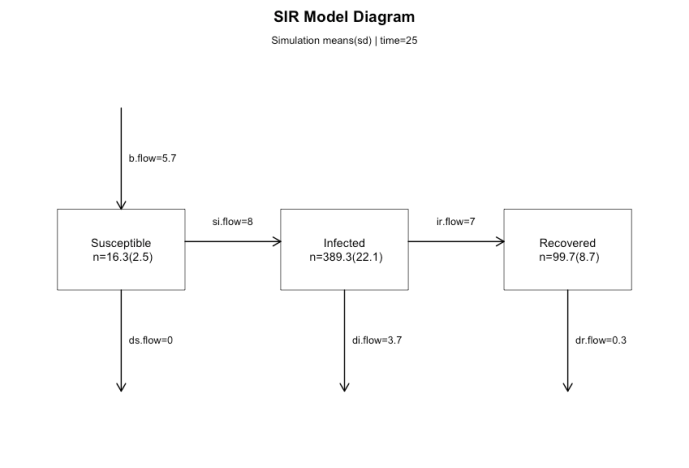 SIR Model Diagram
Simulation means(sd) | time=25
b.flow=5.7
si.flow=8
ir.flow=7
Susceptible
n=16.3(2.5)
Infected
n=389.3(22.1)
Recovered
n=99.7(8.7)
ds.flow=0
di.flow=3.7
dr.flow=0.3